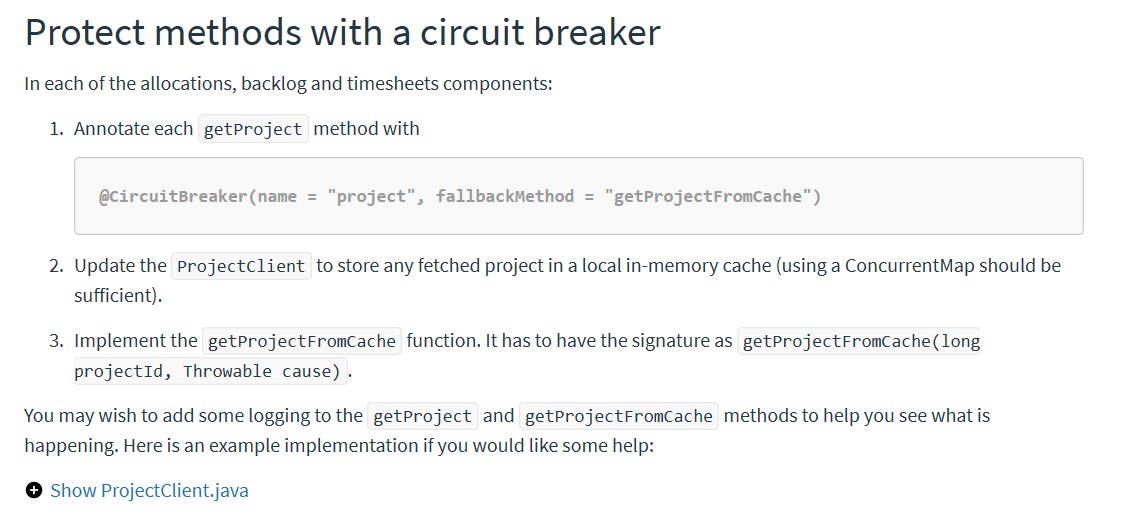 Protect methods with a circuit breaker
In each of the allocations, backlog and timesheets components:
1. Annotate each getProject method with
@CircuitBreaker(name = "project", fallbackMethod = "getProjectFromCache")
2. Update the ProjectClient to store any fetched project in a local in-memory cache (using a ConcurrentMap should be
sufficient).
3. Implement the getProjectFromCache function. It has to have the signature as getProjectFromCache(long
projectId, Throwable cause).
You may wish to add some logging to the getProject and getProjectFromCache methods to help you see what is
happening. Here is an example implementation if you would like some help:
Show ProjectClient.java